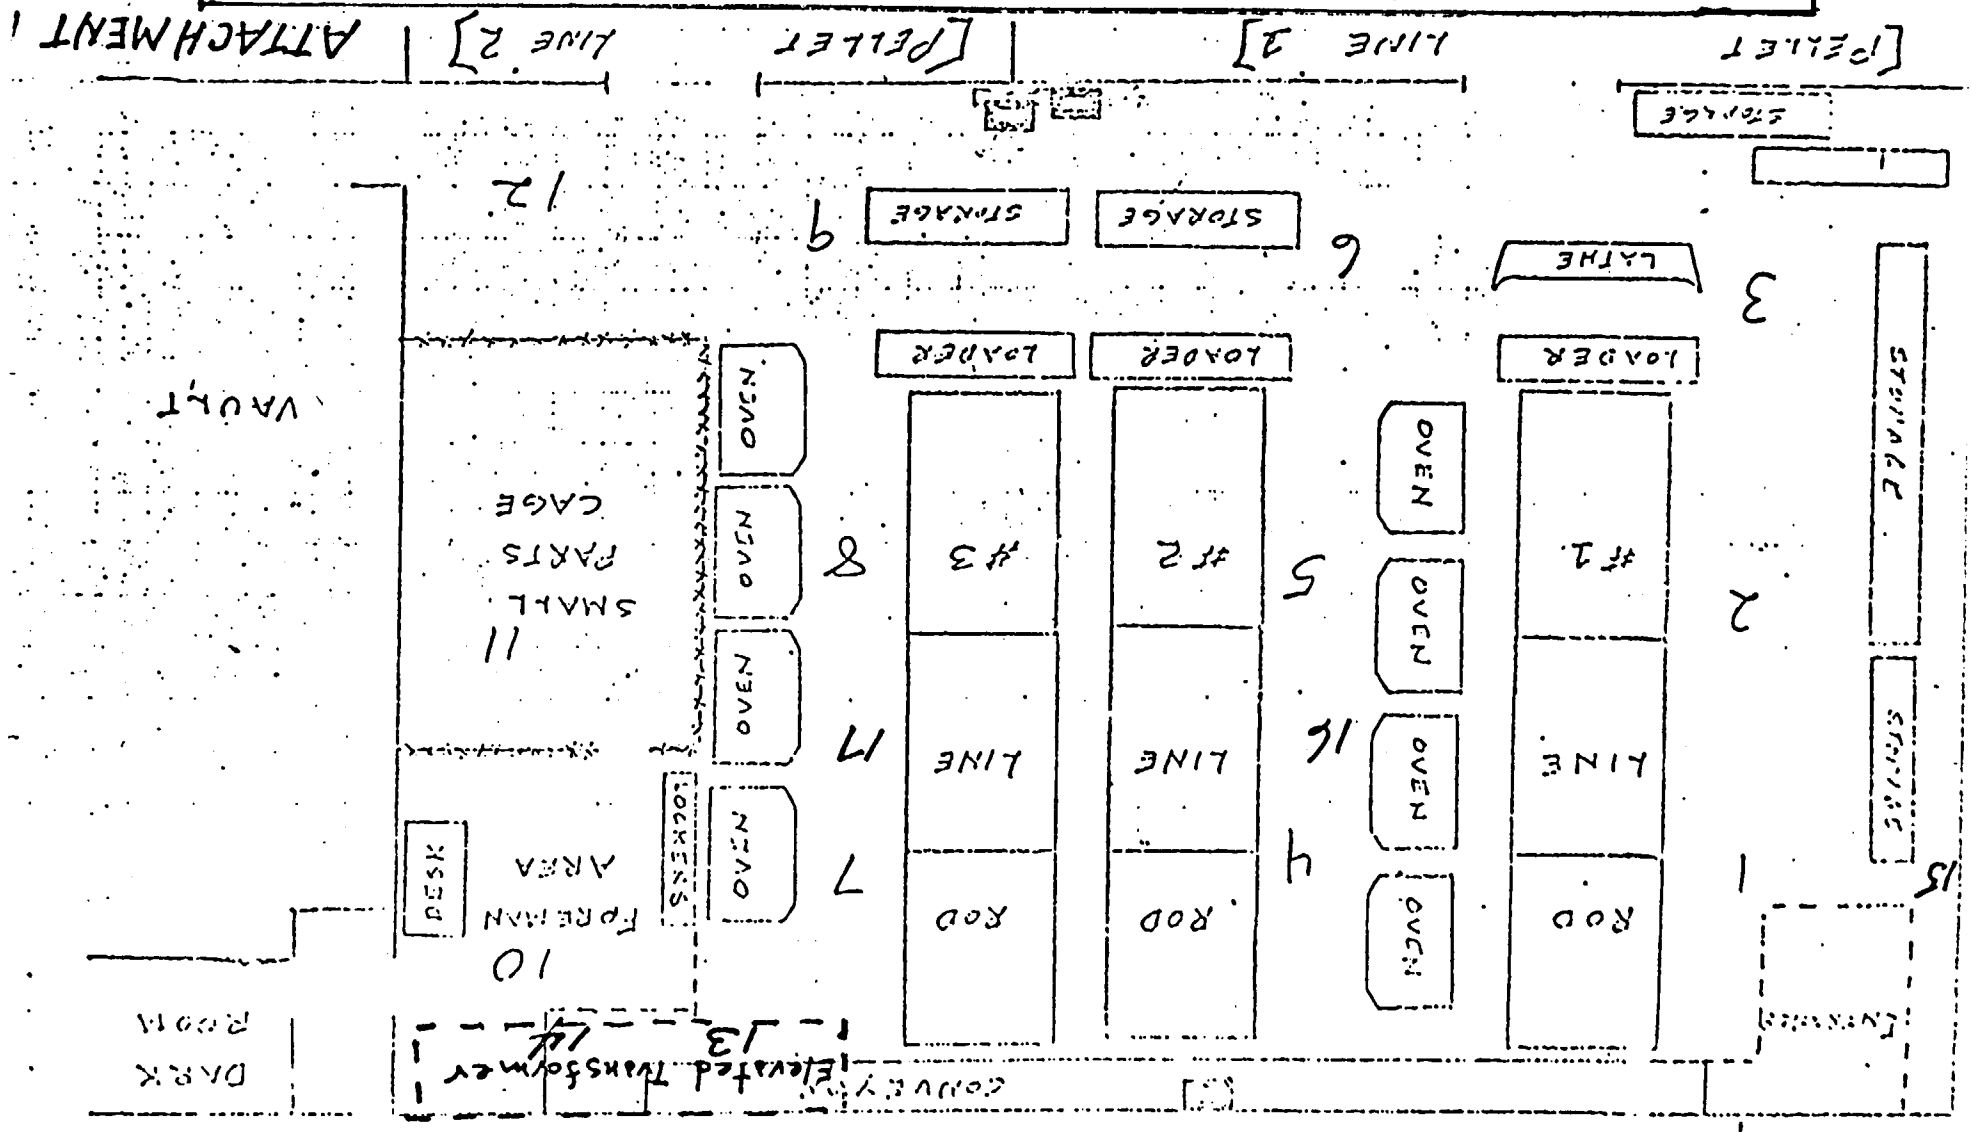 Elevated Transformer
13
14
DARK
ROOM
10
15
1
ROD
OVEN
4
ROD
ROD
7
OVEN
LOCKERS
FOREMAN
AREA
DESK
LINE
OVEN
16
LINE
LINE
17
OVEN
2
#1
OVEN
5
#2
#3
8
OVEN
11
SMALL
PARTS
CAGE
STORAGE
OVEN
OVEN
VAULT
LOADER
LOADER
LOADER
3
LATHE
6
STORAGE
STORAGE
9
12
STORAGE
[PELLET LINE 1] [PELLET LINE 2] ATTACHMENT 1